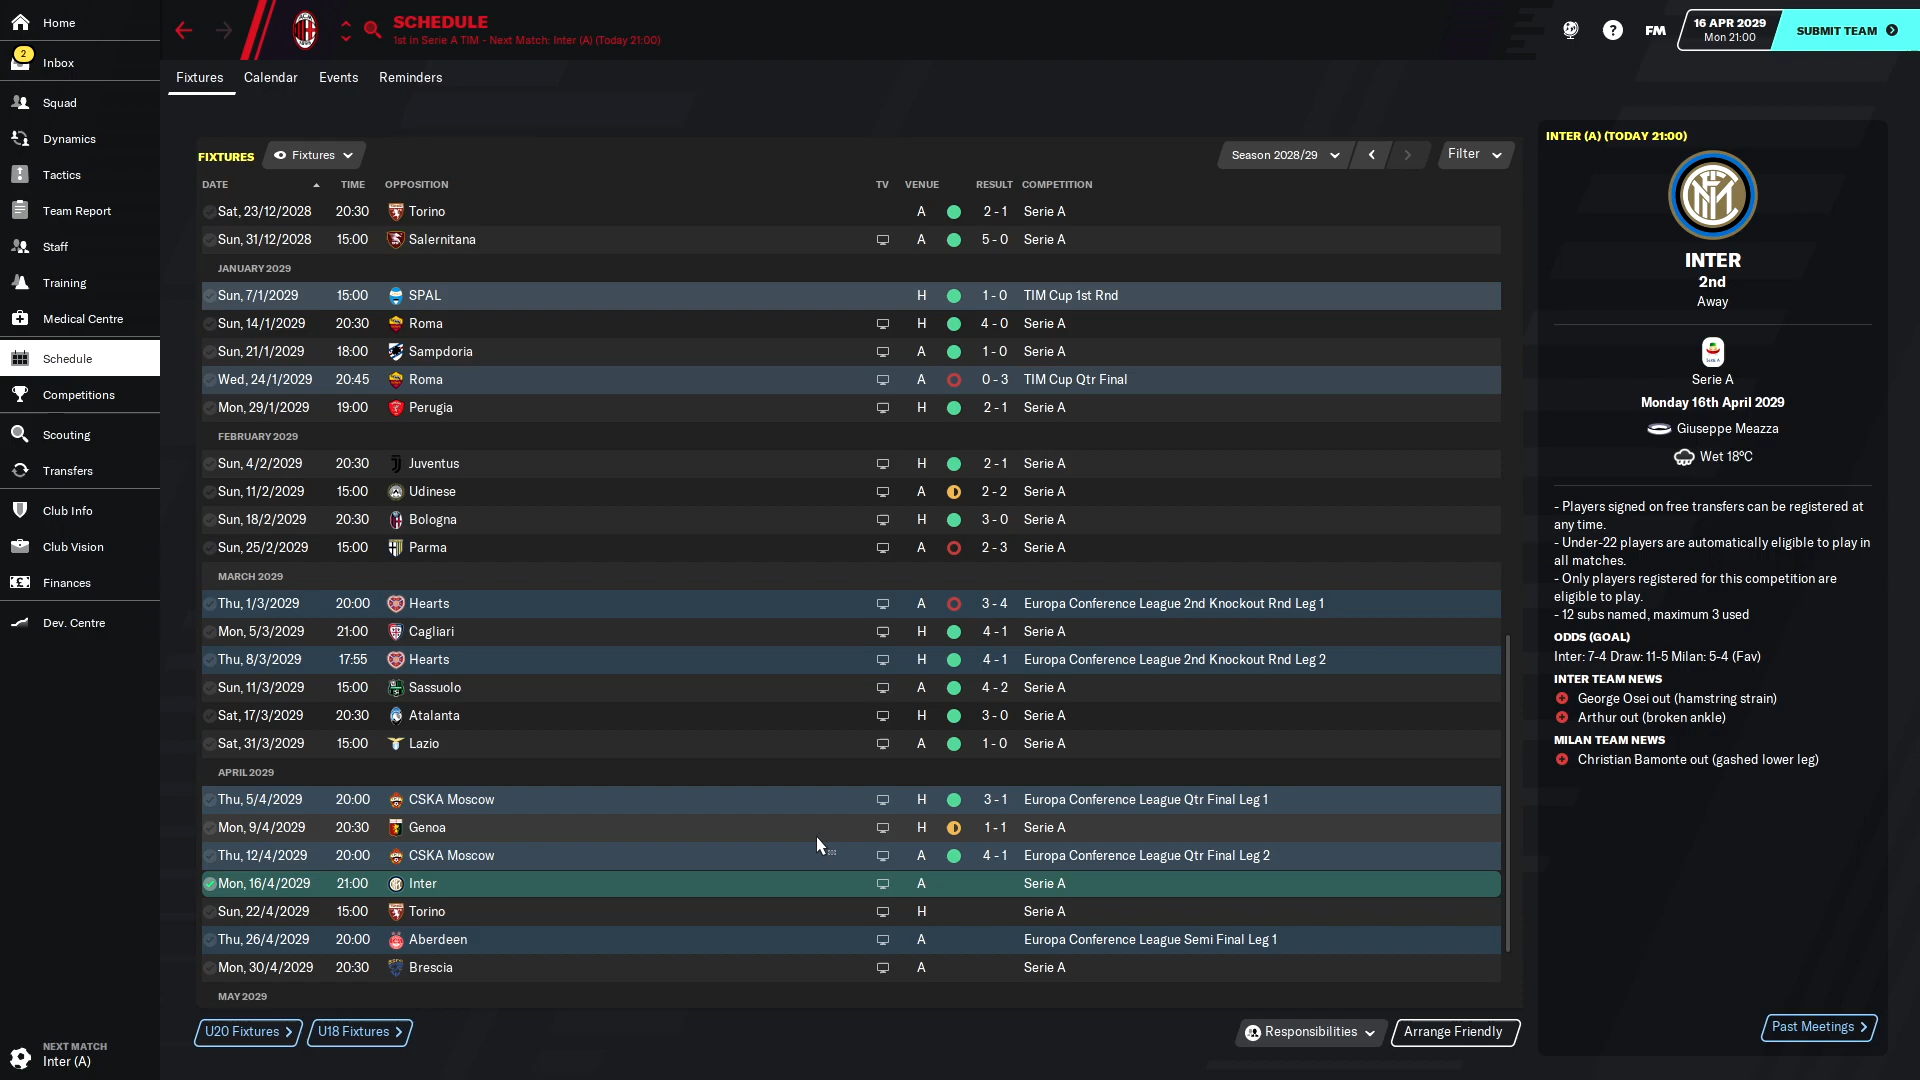 Home
2
Inbox
Squad
Dynamics
Tactics
Team Report
Staff
Training
Medical Centre
Schedule
Competitions
Scouting
Transfers
Club Info
Club Vision
Finances
Dev. Centre
NEXT MATCH
Inter (A)
SCHEDULE
1st in Serie A TIM - Next Match: Inter (A) (Today 21:00)
FM
16 APR 2029
Mon 21:00
SUBMIT TEAM
Fixtures Calendar Events Reminders
FIXTURES Fixtures Season 2028/29 Filter
DATE TIME OPPOSITION TV VENUE RESULT COMPETITION
Sat, 23/12/2028 20:30 Torino A 2 - 1 Serie A
Sun, 31/12/2028 15:00 Salernitana A 5 - 0 Serie A
JANUARY 2029
Sun, 7/1/2029 15:00 SPAL H 1 - 0 TIM Cup 1st Rnd
Sun, 14/1/2029 20:30 Roma H 4 - 0 Serie A
Sun, 21/1/2029 18:00 Sampdoria A 1 - 0 Serie A
Wed, 24/1/2029 20:45 Roma A 0 - 3 TIM Cup Qtr Final
Mon, 29/1/2029 19:00 Perugia H 2 - 1 Serie A
FEBRUARY 2029
Sun, 4/2/2029 20:30 Juventus H 2 - 1 Serie A
Sun, 11/2/2029 15:00 Udinese A 2 - 2 Serie A
Sun, 18/2/2029 20:30 Bologna H 3 - 0 Serie A
Sun, 25/2/2029 15:00 Parma A 2 - 3 Serie A
MARCH 2029
Thu, 1/3/2029 20:00 Hearts A 3 - 4 Europa Conference League 2nd Knockout Rnd Leg 1
Mon, 5/3/2029 21:00 Cagliari H 4 - 1 Serie A
Thu, 8/3/2029 17:55 Hearts H 4 - 1 Europa Conference League 2nd Knockout Rnd Leg 2
Sun, 11/3/2029 15:00 Sassuolo A 4 - 2 Serie A
Sat, 17/3/2029 20:30 Atalanta H 3 - 0 Serie A
Sat, 31/3/2029 15:00 Lazio A 1 - 0 Serie A
APRIL 2029
Thu, 5/4/2029 20:00 CSKA Moscow H 3 - 1 Europa Conference League Qtr Final Leg 1
Mon, 9/4/2029 20:30 Genoa H 1 - 1 Serie A
Thu, 12/4/2029 20:00 CSKA Moscow A 4 - 1 Europa Conference League Qtr Final Leg 2
Mon, 16/4/2029 21:00 Inter A Serie A
Sun, 22/4/2029 15:00 Torino H Serie A
Thu, 26/4/2029 20:00 Aberdeen A Europa Conference League Semi Final Leg 1
Mon, 30/4/2029 20:30 Brescia A Serie A
MAY 2029
U20 Fixtures U18 Fixtures Responsibilities Arrange Friendly
INTER (A) (TODAY 21:00)
INTER
2nd
Away
Serie A
Monday 16th April 2029
Giuseppe Meazza
Wet 18°C
- Players signed on free transfers can be registered at
any time.
- Under-22 players are automatically eligible to play in
all matches.
- Only players registered for this competition are
eligible to play.
- 12 subs named, maximum 3 used
ODDS (GOAL)
Inter: 7-4 Draw: 11-5 Milan: 5-4 (Fav)
INTER TEAM NEWS
George Osei out (hamstring strain)
Arthur out (broken ankle)
MILAN TEAM NEWS
Christian Bamonte out (gashed lower leg)
Past Meetings